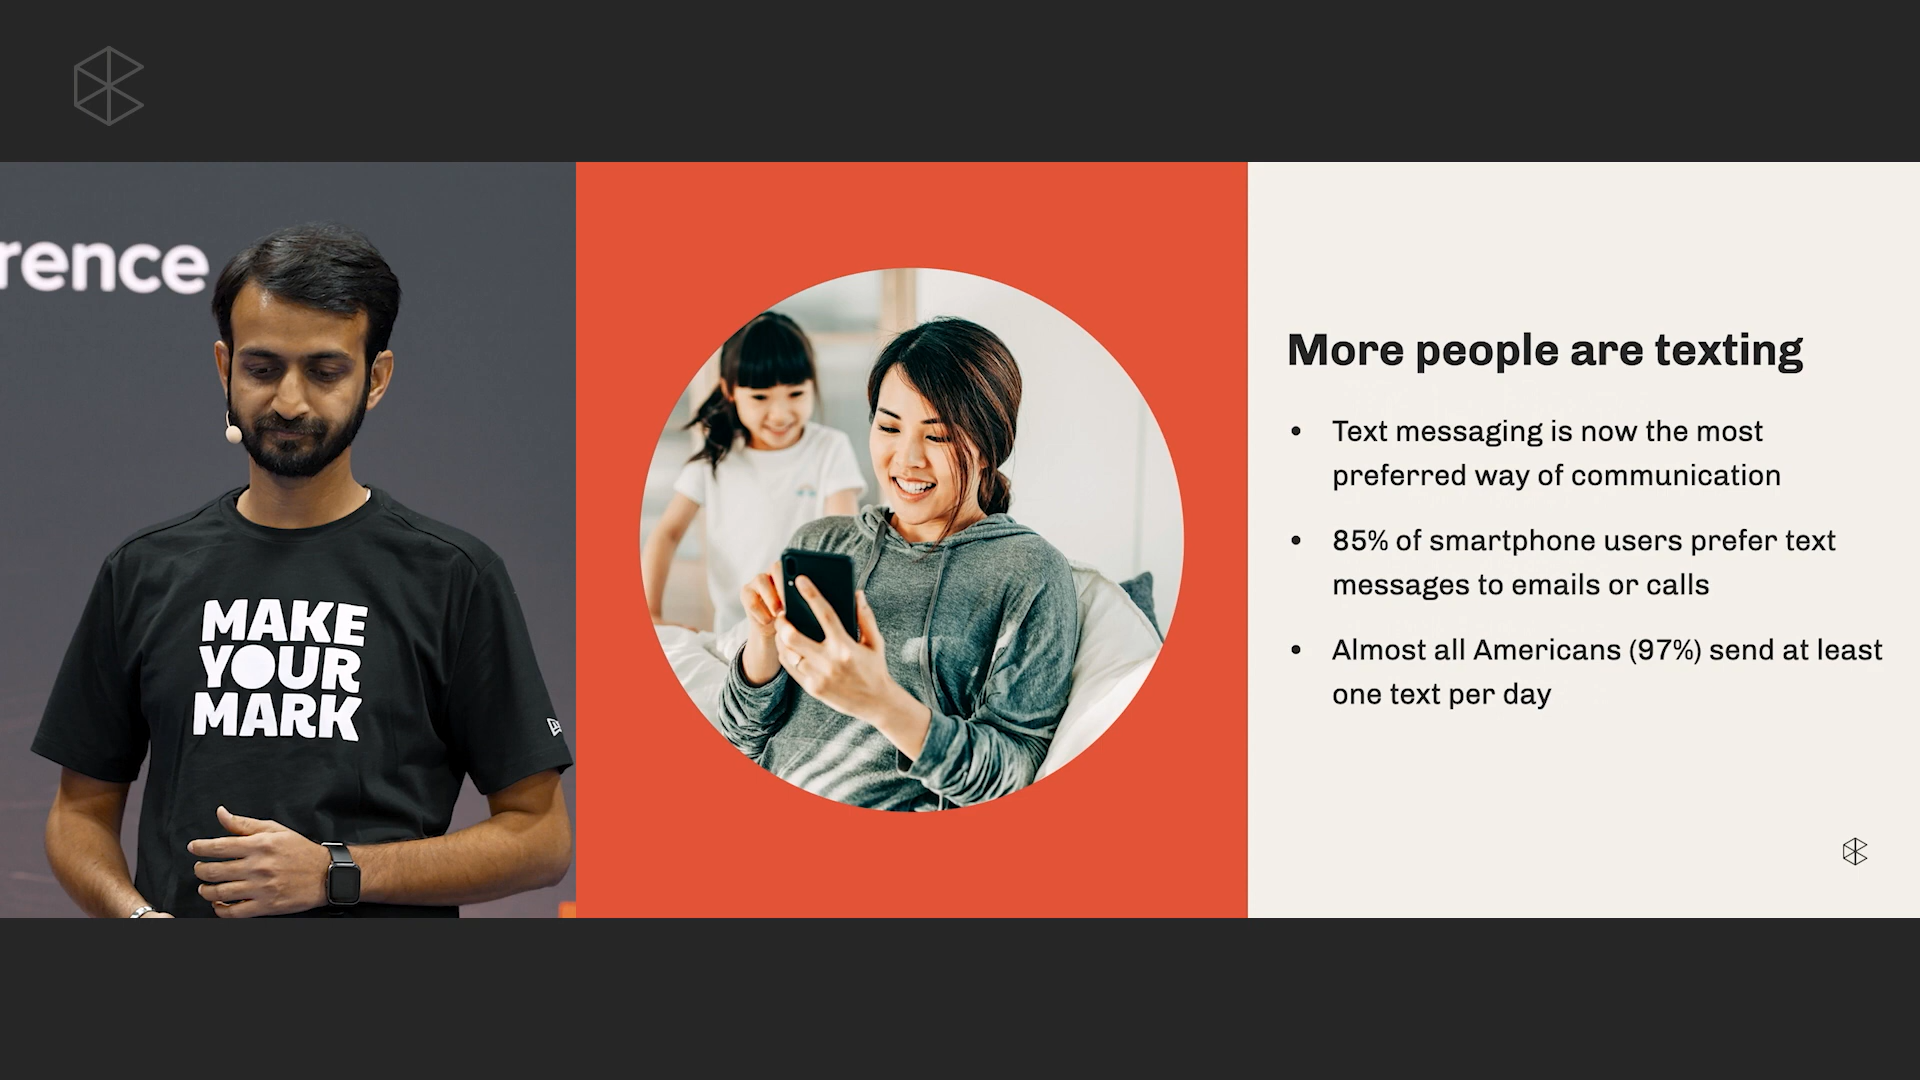 rence
MAKE
YOUR
MARK
More people are texting
• Text messaging is now the most
preferred way of communication
• 85% of smartphone users prefer text
messages to emails or calls
• Almost all Americans (97%) send at least
one text per day